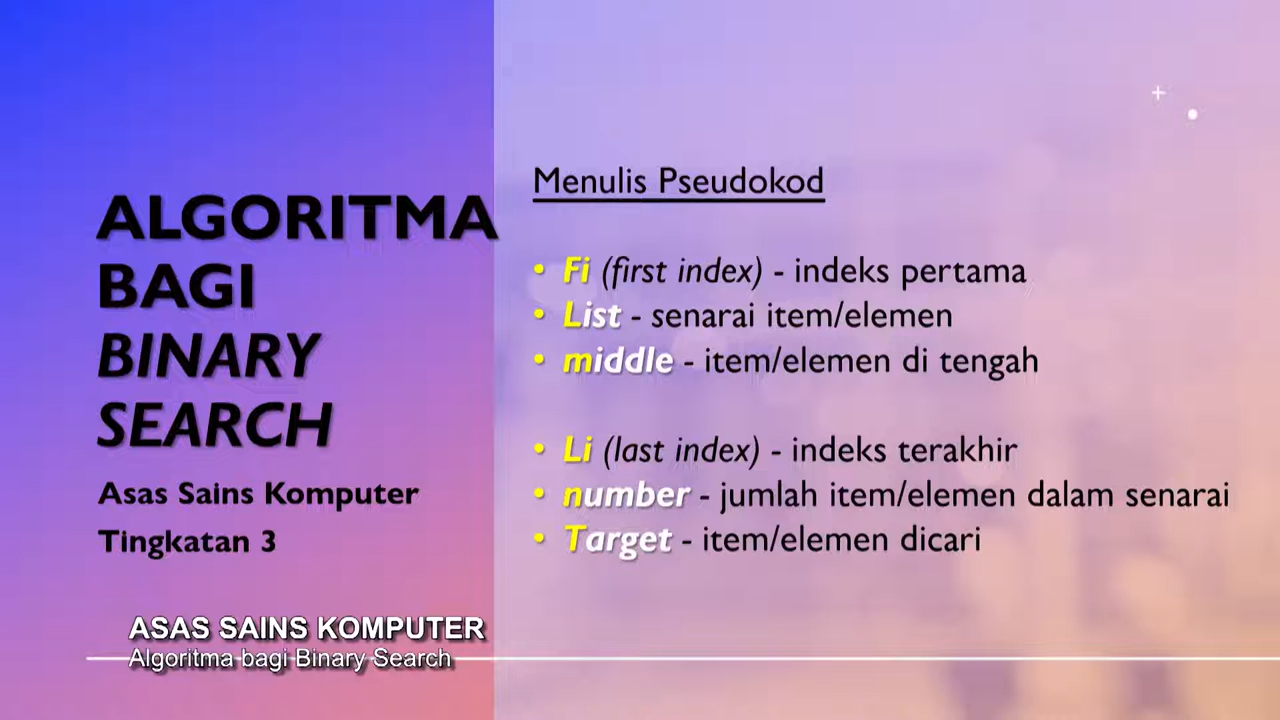 ALGORITMA
BAGI
BINARY
SEARCH
Asas Sains Komputer
Tingkatan 3
Menulis Pseudokod
• Fi (first index) - indeks pertama
• List - senarai item/elemen
• middle - item/elemen di tengah
• Li (last index) - indeks terakhir
• number - jumlah item/elemen dalam senarai
• Target - item/elemen dicari
ASAS SAINS KOMPUTER
Algoritma bagi Binary Search